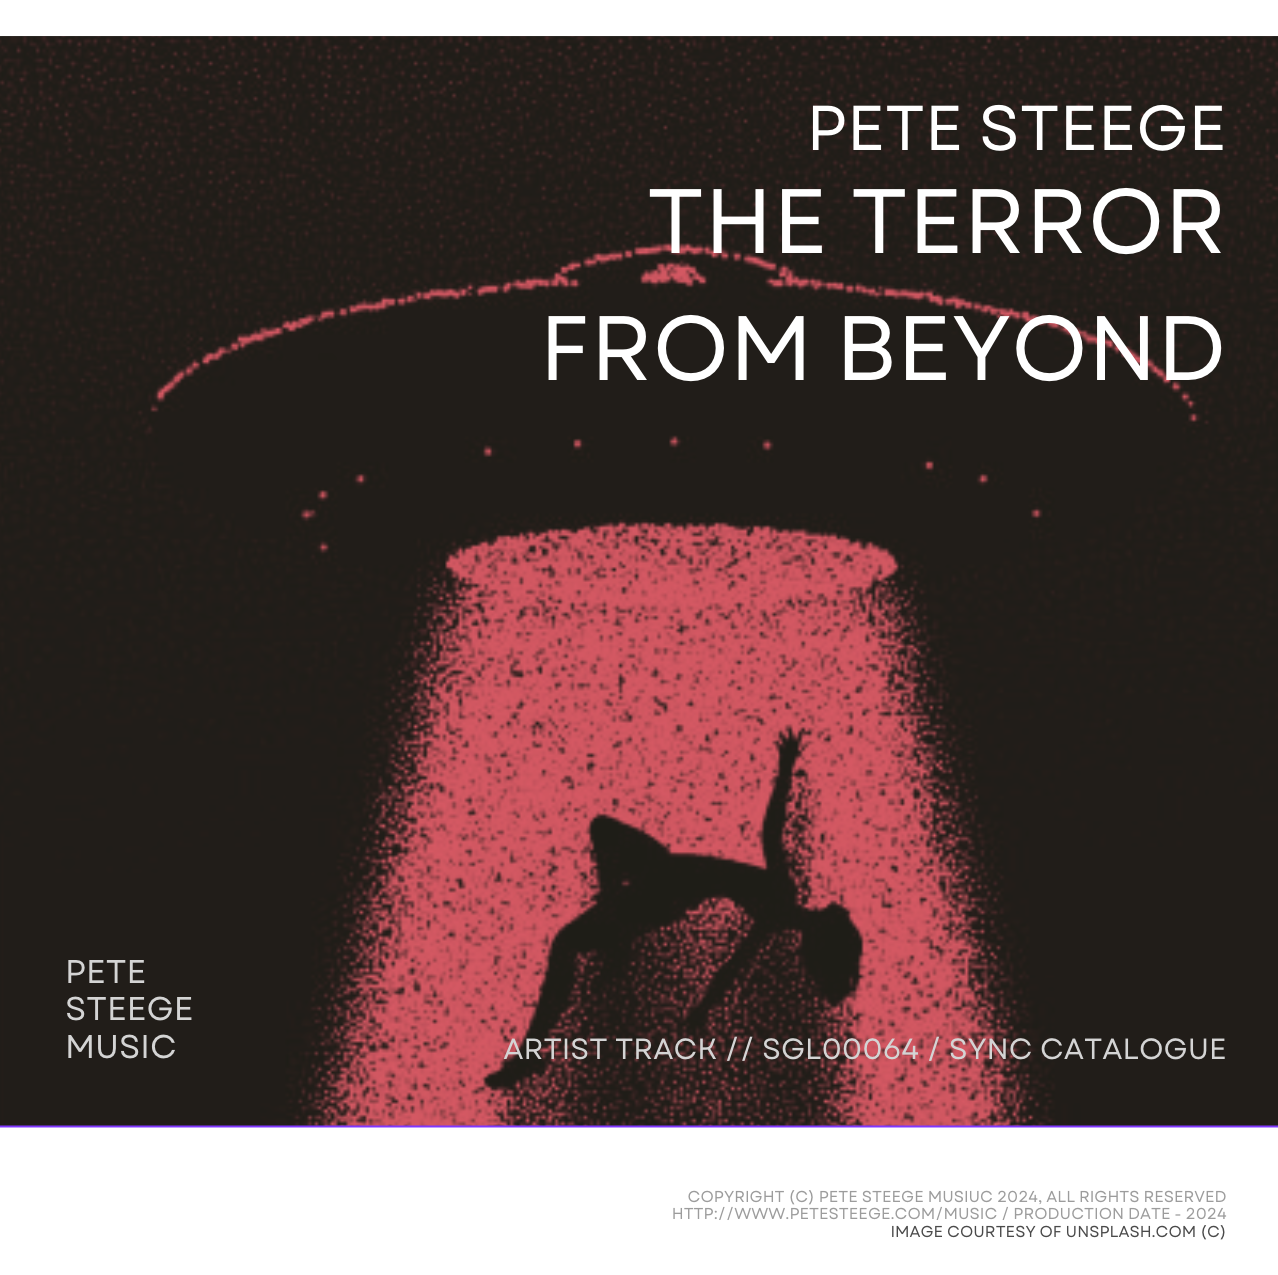 PETE STEEGE
THE TERROR
FROM BEYOND
PETE
STEEGE
MUSIC
ARTIST TRACK // SGL00064 / SYNC CATALOGUE
COPYRIGHT (C) PETE STEEGE MUSIUC 2024, ALL RIGHTS RESERVED
HTTP://WWW.PETESTEEGE.COM/MUSIC / PRODUCTION DATE - 2024
IMAGE COURTESY OF UNSPLASH.COM (C)